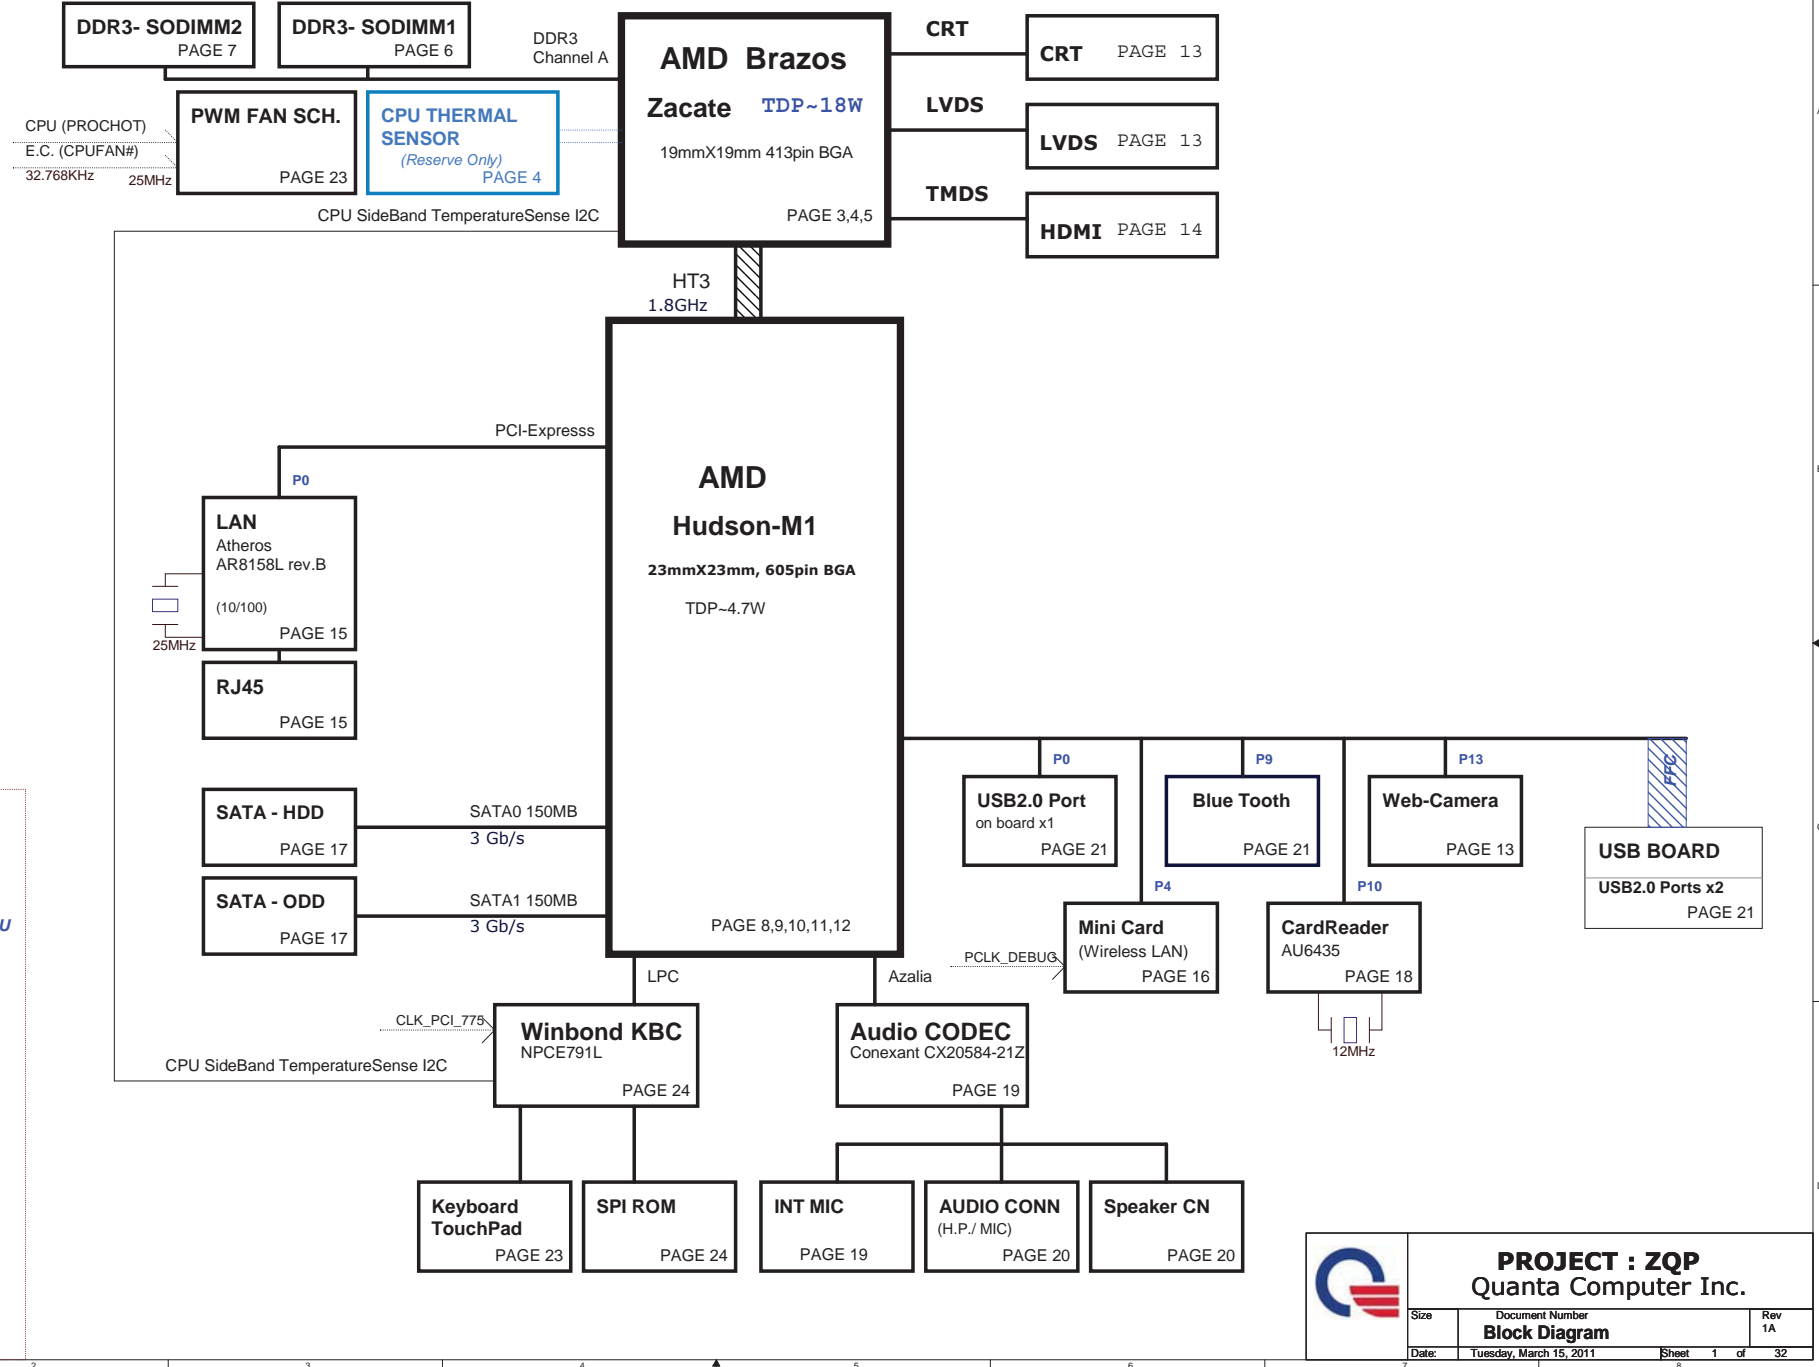 DDR3- SODIMM2
PAGE 7
DDR3- SODIMM1
PAGE 6
DDR3
Channel A
AMD Brazos
Zacate TDP~18W
19mmX19mm 413pin BGA
PAGE 3,4,5
CRT
CRT PAGE 13
LVDS
LVDS PAGE 13
TMDS
HDMI PAGE 14
CPU (PROCHOT)
E.C. (CPUFAN#)
32.768KHz
25MHz
PWM FAN SCH.
PAGE 23
CPU THERMAL
SENSOR
(Reserve Only)
PAGE 4
CPU SideBand TemperatureSense I2C
HT3
1.8GHz
PCI-Expresss
P0
AMD
Hudson-M1
23mmX23mm, 605pin BGA
TDP~4.7W
PAGE 8,9,10,11,12
LAN
Atheros
AR8158L rev.B
(10/100)
PAGE 15
25MHz
RJ45
PAGE 15
SATA - HDD
PAGE 17
SATA0 150MB
3 Gb/s
SATA - ODD
PAGE 17
SATA1 150MB
3 Gb/s
U
P0
USB2.0 Port
on board x1
PAGE 21
P9
Blue Tooth
PAGE 21
P13
Web-Camera
PAGE 13
FFC
USB BOARD
USB2.0 Ports x2
PAGE 21
P4
Mini Card
(Wireless LAN)
PAGE 16
PCLK_DEBUG
P10
CardReader
AU6435
PAGE 18
12MHz
LPC
Azalia
CLK_PCI_775
Winbond KBC
NPCE791L
PAGE 24
CPU SideBand TemperatureSense I2C
Audio CODEC
Conexant CX20584-21Z
PAGE 19
Keyboard
TouchPad
PAGE 23
SPI ROM
PAGE 24
INT MIC
PAGE 19
AUDIO CONN
(H.P./ MIC)
PAGE 20
Speaker CN
PAGE 20
PROJECT : ZQP
Quanta Computer Inc.
Size Document Number Rev
Block Diagram 1A
Date: Tuesday, March 15, 2011 Sheet 1 of 32
2 3 4 5 6 7 8